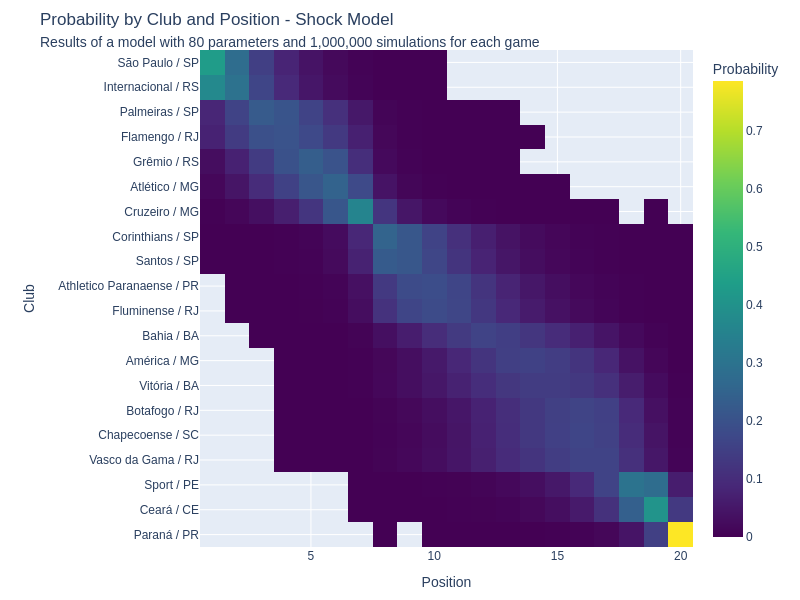 Probability by Club and Position - Shock Model
Results of a model with 80 parameters and 1,000,000 simulations for each game
Probability
São Paulo / SP
Internacional / RS
Palmeiras / SP
Flamengo / RJ
Grêmio / RS
Atlético / MG
Cruzeiro / MG
Corinthians / SP
Santos / SP
Athletico Paranaense / PR
Fluminense / RJ
Bahia / BA
América / MG
Vitória / BA
Botafogo / RJ
Chapecoense / SC
Vasco da Gama / RJ
Sport / PE
Ceará / CE
Paraná / PR
Club
5
10
15
20
Position
0.7
0.6
0.5
0.4
0.3
0.2
0.1
0